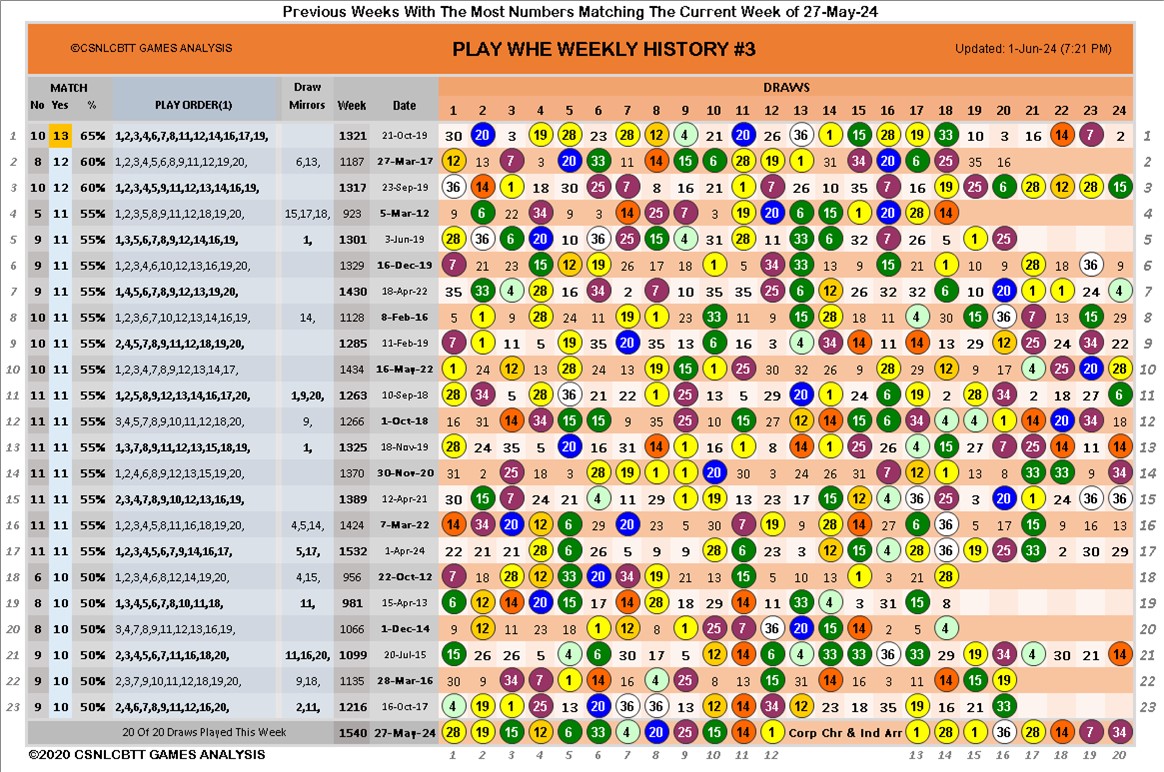 Previous Weeks With The Most Numbers Matching The Current Week of 27-May-24
©CSNLCBTT GAMES ANALYSIS PLAY WHE WEEKLY HISTORY #3 Updated: 1-Jun-24 (7:21 PM)
MATCH Draw DRAWS
No Yes % PLAY ORDER(1) Mirrors Week Date 1 2 3 4 5 6 7 8 9 10 11 12 13 14 15 16 17 18 19 20 21 22 23 24
1 10 13 65% 1,2,3,4,6,7,8,11,12,14,16,17,19, 1321 21-Oct-19 30 20 3 19 28 23 28 12 4 21 20 26 36 1 15 28 19 33 10 3 16 14 7 2 1
2 8 12 60% 1,2,3,4,5,6,8,9,11,12,19,20, 6,13, 1187 27-Mar-17 12 13 7 3 20 33 11 14 15 6 28 19 1 31 34 20 6 25 35 16 2
3 10 12 60% 1,2,3,4,5,9,11,12,13,14,16,19, 1317 23-Sep-19 36 14 1 18 30 25 7 8 16 21 1 7 26 10 35 7 16 19 25 6 28 12 28 15 3
4 5 11 55% 1,2,3,5,8,9,11,12,18,19,20, 15,17,18, 923 5-Mar-12 9 6 22 34 9 3 14 25 7 3 19 20 6 15 1 20 28 14 4
5 9 11 55% 1,3,5,6,7,8,9,12,14,16,19, 1, 1301 3-Jun-19 28 36 6 20 10 36 25 15 4 31 28 11 33 6 32 7 26 5 1 25 5
6 9 11 55% 1,2,3,4,6,10,12,13,16,19,20, 1329 16-Dec-19 7 21 23 15 12 19 26 17 18 1 5 34 33 13 9 15 21 1 10 9 28 18 36 9 6
7 9 11 55% 1,4,5,6,7,8,9,12,13,19,20, 1430 18-Apr-22 35 33 4 28 16 34 2 7 10 35 35 25 6 12 26 32 32 6 10 20 1 1 24 4 7
8 10 11 55% 1,2,3,6,7,10,12,13,14,16,19, 14, 1128 8-Feb-16 5 1 9 28 24 11 19 1 23 33 11 9 15 28 18 11 4 30 15 36 7 13 15 29 8
9 10 11 55% 2,4,5,7,8,9,11,12,18,19,20, 1285 11-Feb-19 7 1 11 5 19 35 20 35 13 6 16 3 4 34 14 11 14 13 29 12 25 24 34 22 9
10 10 11 55% 1,2,3,4,7,8,9,12,13,14,17, 1434 16-May-22 1 24 12 13 28 24 13 19 15 1 25 30 32 26 9 28 29 12 9 17 4 25 20 28 10
11 10 11 55% 1,2,5,8,9,12,13,14,16,17,20, 1,9,20, 1263 10-Sep-18 28 34 5 28 36 21 22 1 25 13 5 29 20 1 24 6 19 2 28 34 2 18 27 6 11
12 11 11 55% 3,4,5,7,8,9,10,11,12,18,20, 9, 1266 1-Oct-18 16 31 14 34 15 15 9 35 25 11 15 27 12 14 15 6 34 4 4 1 14 20 34 18 12
13 11 11 55% 1,3,7,8,9,11,12,13,15,18,19, 1, 1325 18-Nov-19 28 24 35 5 20 16 31 14 1 16 1 8 14 1 25 26 4 15 27 7 25 14 11 14 13
14 11 11 55% 1,2,4,6,8,9,12,13,15,19,20, 1370 30-Nov-20 31 2 25 18 3 28 19 1 1 20 30 3 24 26 31 7 12 1 13 8 33 33 9 34 14
15 11 11 55% 2,3,4,7,8,9,10,12,13,16,19, 1389 12-Apr-21 30 15 7 24 21 4 11 29 1 19 13 23 17 15 12 4 36 25 3 20 1 24 36 36 15
16 11 11 55% 1,2,3,4,5,8,11,16,18,19,20, 4,5,14, 1424 7-Mar-22 14 34 20 12 6 29 20 23 5 30 7 19 9 28 14 27 6 36 5 17 15 9 16 13 16
17 11 11 55% 1,2,3,4,5,6,7,9,14,16,17, 5,17, 1532 1-Apr-24 22 21 21 28 6 26 5 9 9 28 6 23 3 12 15 4 28 36 19 25 33 2 30 29 17
18 6 10 50% 1,2,3,4,6,8,12,14,19,20, 4,15, 956 22-Oct-12 7 18 28 12 33 20 34 19 21 13 15 5 10 13 1 3 21 28 18
19 8 10 50% 1,3,4,5,6,7,8,10,11,18, 11, 981 15-Apr-13 6 12 14 20 15 17 14 28 18 29 14 11 33 4 3 31 15 8 19
20 8 10 50% 3,4,7,8,9,11,12,13,16,19, 1066 1-Dec-14 9 12 11 23 18 1 12 8 1 25 7 36 20 15 14 2 5 4 20
21 9 10 50% 2,3,4,5,6,7,11,16,18,20, 11,16,20, 1099 20-Jul-15 15 26 26 5 4 6 30 17 5 12 14 6 4 33 33 36 33 29 19 34 4 30 21 14 21
22 9 10 50% 2,3,7,9,10,11,12,18,19,20, 9,18, 1135 28-Mar-16 23 9 34 7 1 14 16 4 25 8 13 15 31 14 16 3 11 14 15 19 22
23 9 10 50% 2,4,6,7,8,9,11,12,16,20, 2,11, 1216 16-Oct-17 4 19 1 25 13 20 36 36 10 12 14 34 12 23 18 35 19 16 21 33 23
20 Of 20 Draws Played This Week 1540 27-May-24 28 19 15 12 6 33 4 20 25 15 14 1 Corp Chr & Ind Arr 1 28 1 36 28 14 7 34
©2020 CSNLCBTT GAMES ANALYSIS 1 2 3 4 5 6 7 8 9 10 11 12 13 14 15 16 17 18 19 20